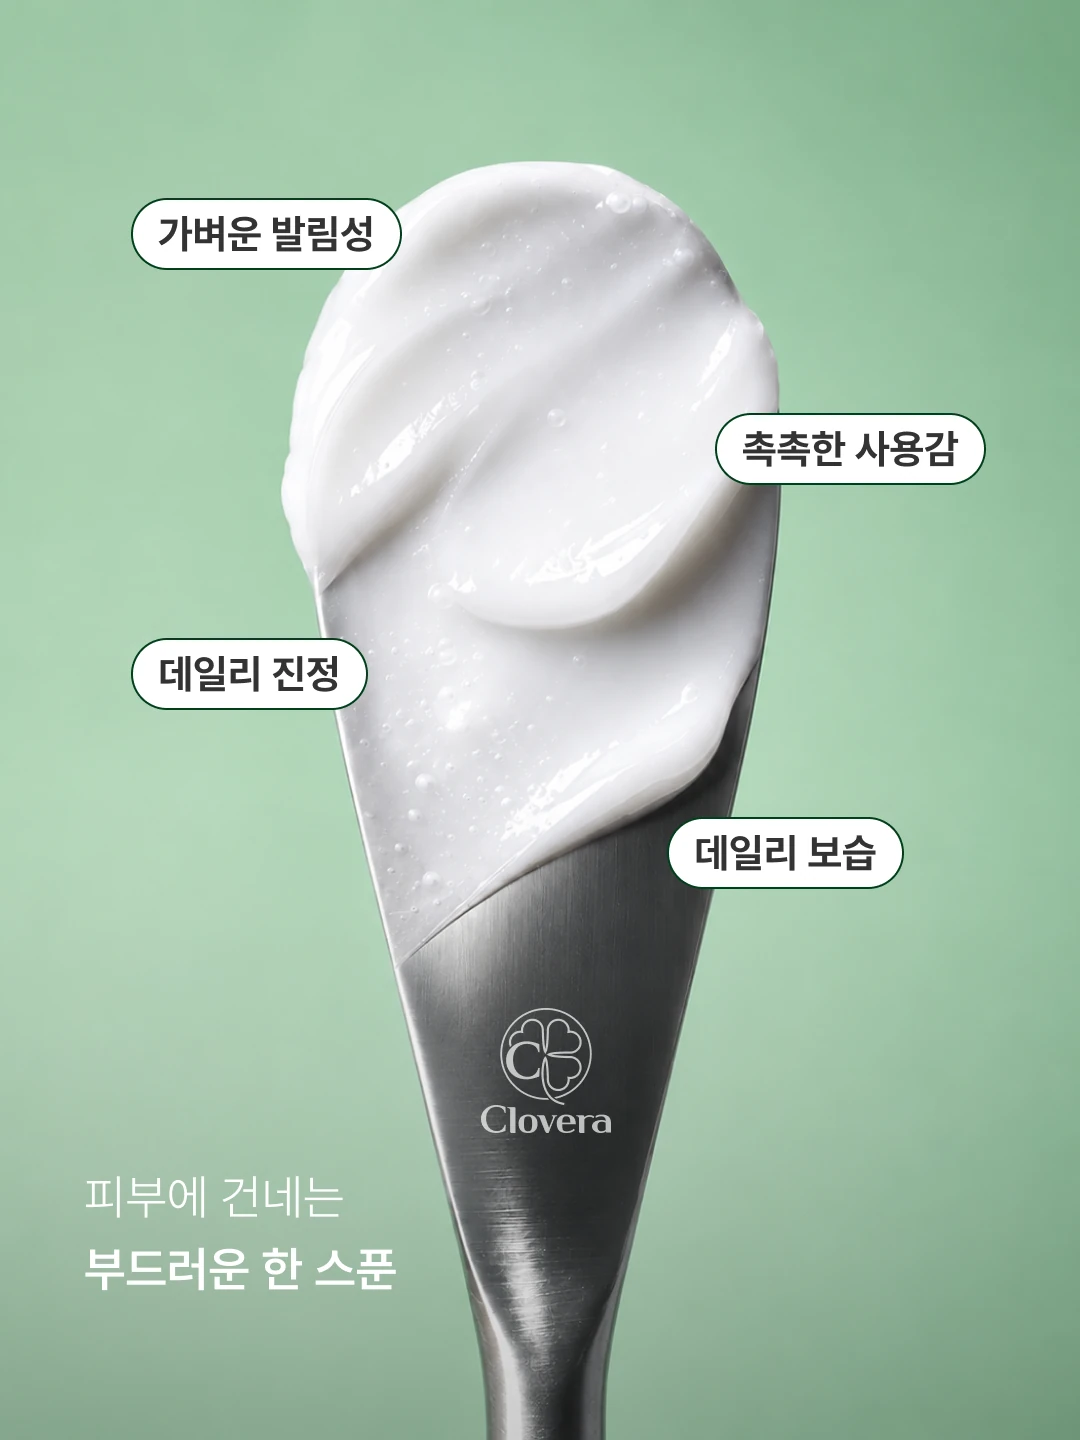 가벼운 발림성
촉촉한 사용감
데일리 진정
데일리 보습
C
Clovera
피부에 건네는
부드러운 한 스푼